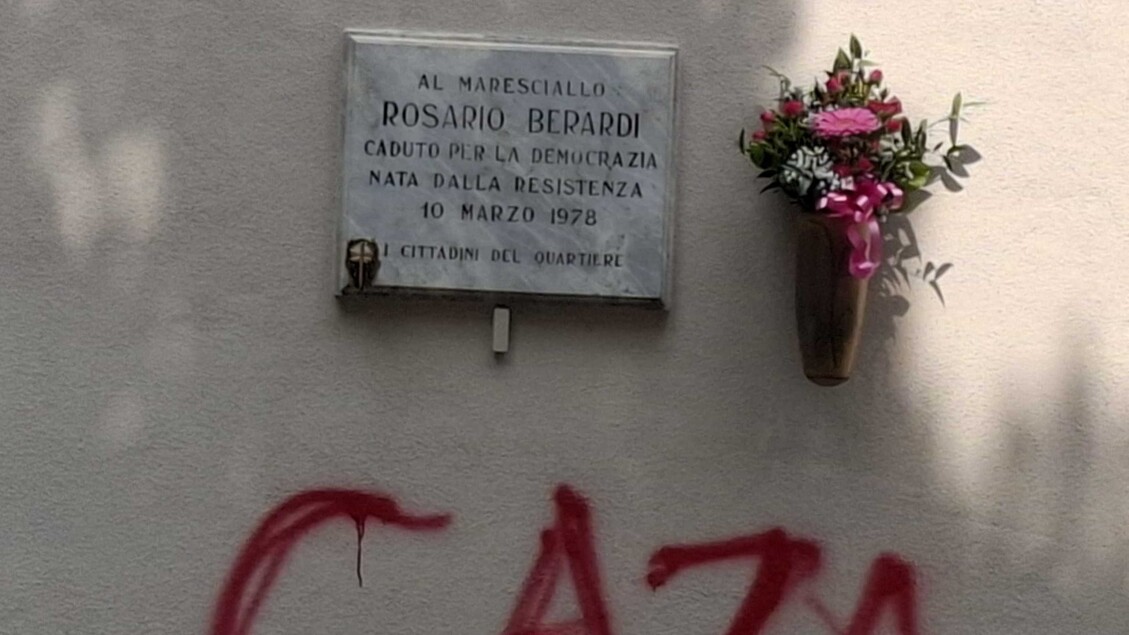 AL MARESCIALLO
ROSARIO BERARDI
CADUTO PER LA DEMOCRAZIA
NATA DALLA RESISTENZA
10 MARZO 1978
I CITTADINI DEL QUARTIERE